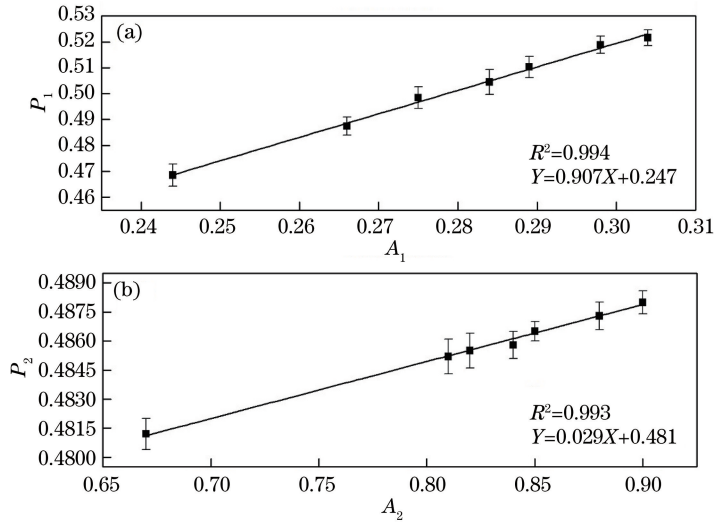 (a)
0.53
0.52
0.51
0.50
0.49
0.48
0.47
0.46
P₁
R²=0.994
Y=0.907X+0.247
0.24 0.25 0.26 0.27 0.28 0.29 0.30 0.31
A₁
(b)
0.4890
0.4875
0.4860
0.4845
0.4830
0.4815
0.4800
P₂
R²=0.993
Y=0.029X+0.481
0.65 0.70 0.75 0.80 0.85 0.90
A₂